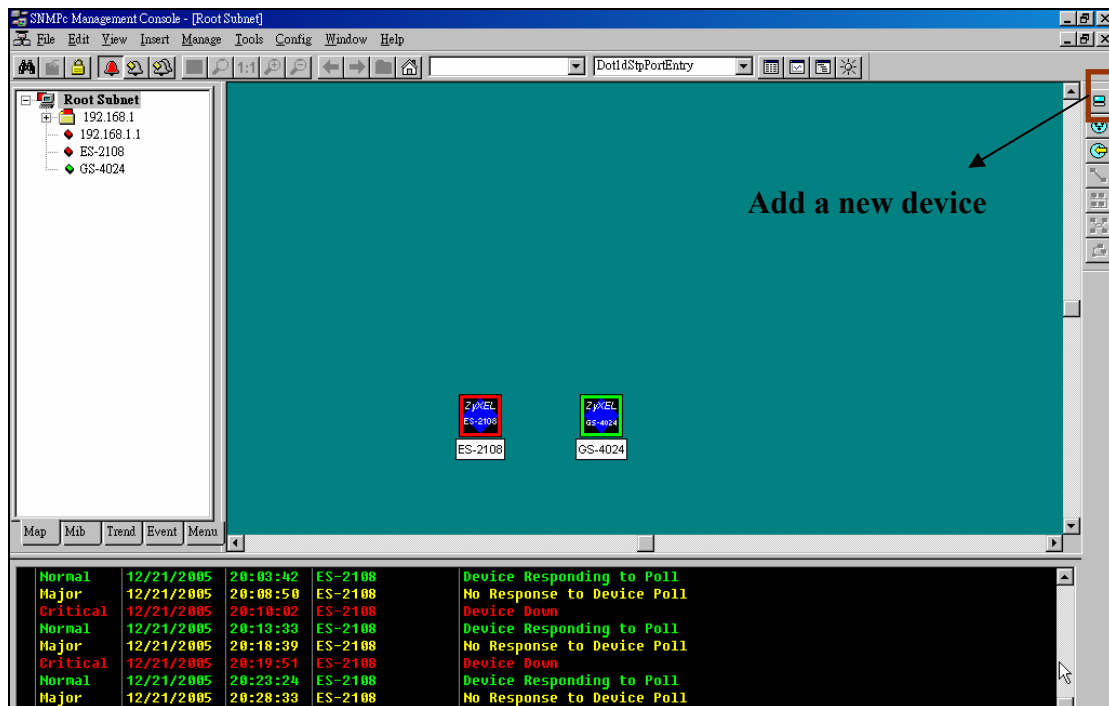 SNMPc Management Console - [Root Subnet]
File Edit View Insert Manage Tools Config Window Help
1:1 Dot1dStpPortEntry
Root Subnet
192.168.1
192.168.1.1
ES-2108
GS-4024
Add a new device
ZyXEL
ES-2108
ES-2108
ZyXEL
GS-4024
GS-4024
Map Mib Trend Event Menu
Normal 12/21/2005 20:03:42 ES-2108 Device Responding to Poll
Major 12/21/2005 20:08:50 ES-2108 No Response to Device Poll
Critical 12/21/2005 20:10:02 ES-2108 Device Down
Normal 12/21/2005 20:13:33 ES-2108 Device Responding to Poll
Major 12/21/2005 20:18:39 ES-2108 No Response to Device Poll
Critical 12/21/2005 20:19:51 ES-2108 Device Down
Normal 12/21/2005 20:23:24 ES-2108 Device Responding to Poll
Major 12/21/2005 20:28:33 ES-2108 No Response to Device Poll